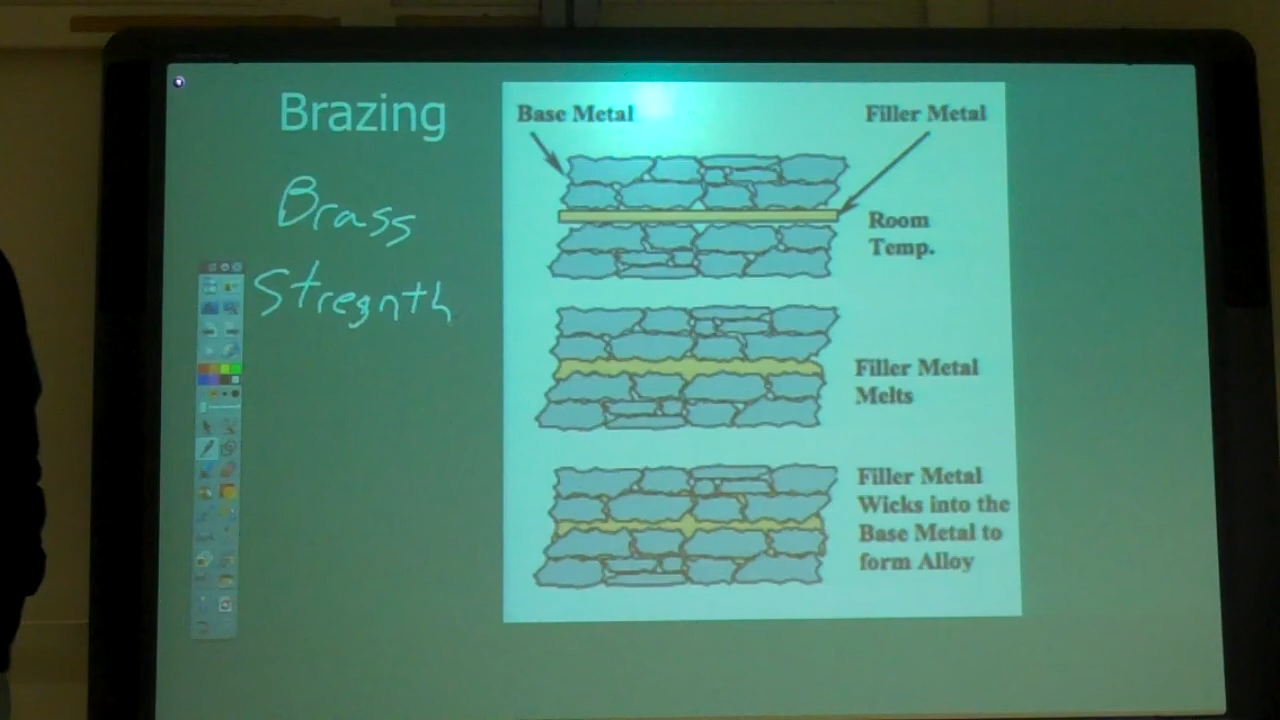 Brazing
Brass
Stregnth
Base Metal
Filler Metal
Room
Temp.
Filler Metal
Melts
Filler Metal
Wicks into the
Base Metal to
form Alloy